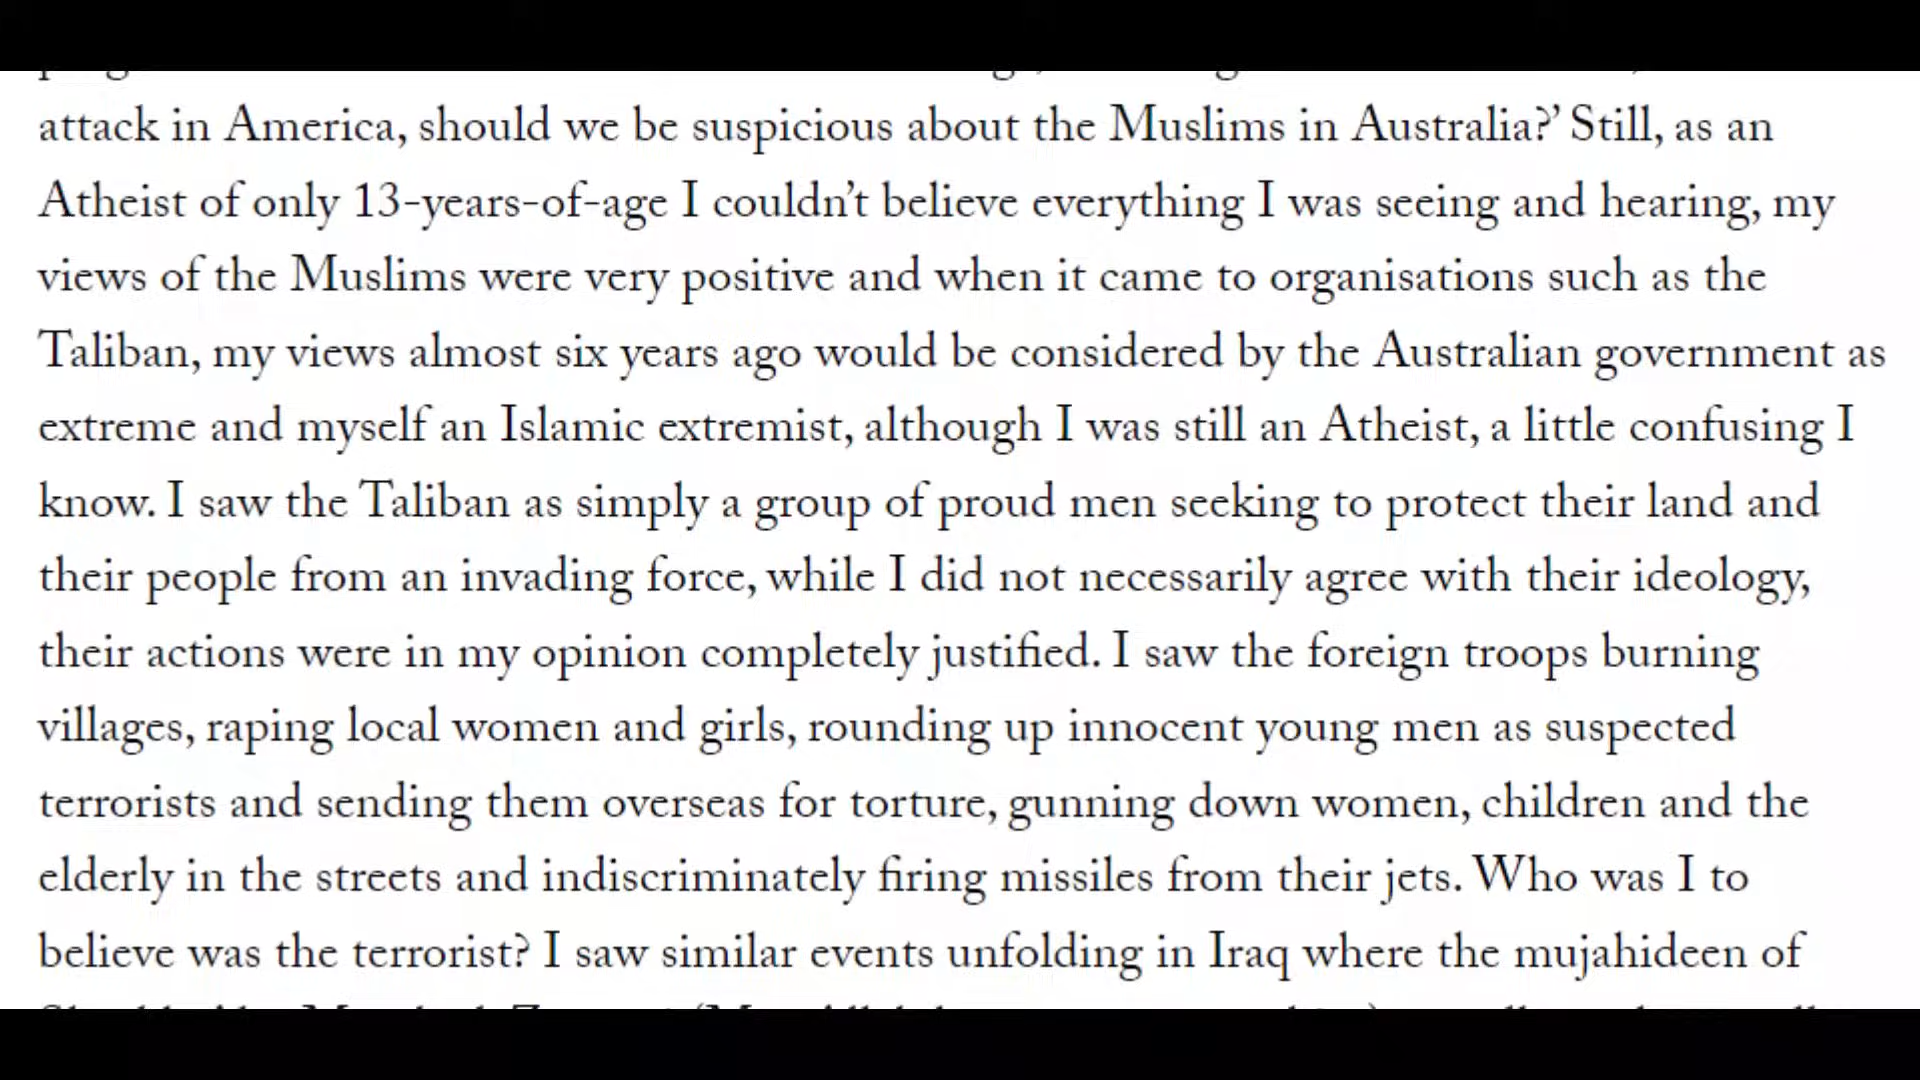 attack in America, should we be suspicious about the Muslims in Australia?’ Still, as an
Atheist of only 13-years-of-age I couldn’t believe everything I was seeing and hearing, my
views of the Muslims were very positive and when it came to organisations such as the
Taliban, my views almost six years ago would be considered by the Australian government as
extreme and myself an Islamic extremist, although I was still an Atheist, a little confusing I
know. I saw the Taliban as simply a group of proud men seeking to protect their land and
their people from an invading force, while I did not necessarily agree with their ideology,
their actions were in my opinion completely justified. I saw the foreign troops burning
villages, raping local women and girls, rounding up innocent young men as suspected
terrorists and sending them overseas for torture, gunning down women, children and the
elderly in the streets and indiscriminately firing missiles from their jets. Who was I to
believe was the terrorist? I saw similar events unfolding in Iraq where the mujahideen of